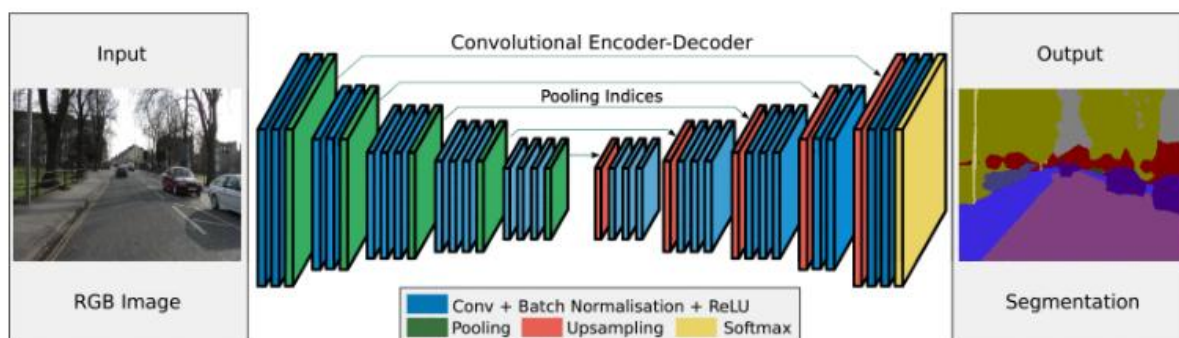 Input
RGB Image
Convolutional Encoder-Decoder
Pooling Indices
Conv + Batch Normalisation + ReLU
Pooling Upsampling Softmax
Output
Segmentation